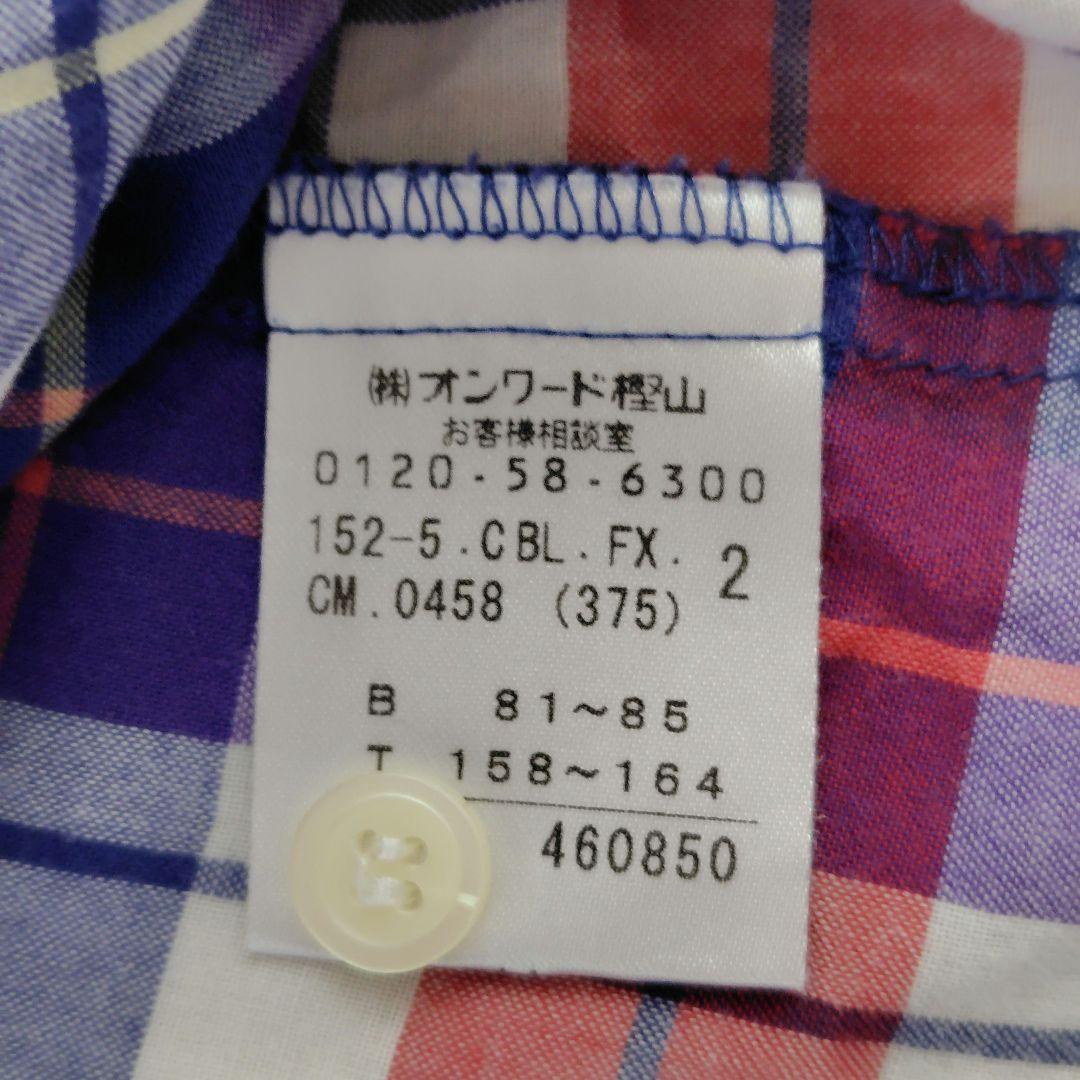 ㈱オンワード樫山
お客様相談室
0120-58-6300
152-5.CBL.FX. 2
CM.0458 (375)
B 81~85
T 158~164
460850